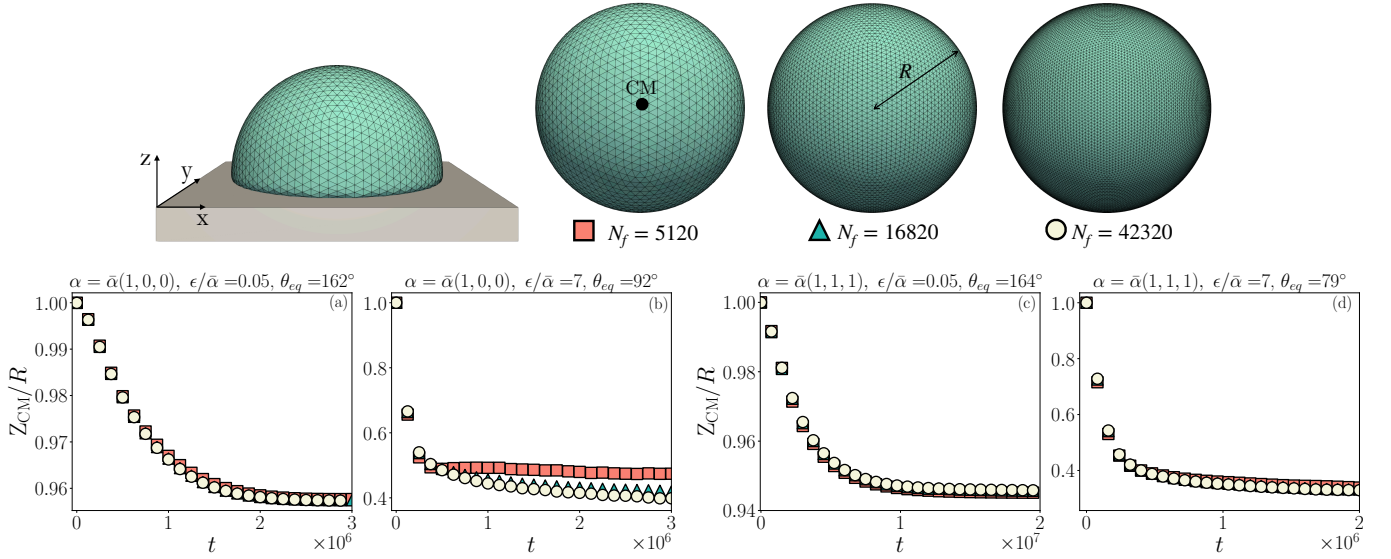 CM
R
z
y
x
N_f = 5120
N_f = 16820
N_f = 42320
α = ᾱ(1, 0, 0), ϵ/ᾱ =0.05, θ_eq =162°
(a)
1.00
0.99
0.98
0.97
0.96
Z_CM/R
0
1
2
3
t
×10^6
α = ᾱ(1, 0, 0), ϵ/ᾱ =7, θ_eq =92°
(b)
1.0
0.8
0.6
0.4
0
1
2
3
t
×10^6
α = ᾱ(1, 1, 1), ϵ/ᾱ =0.05, θ_eq =164°
(c)
1.00
0.98
0.96
0.94
Z_CM/R
0
1
2
t
×10^7
α = ᾱ(1, 1, 1), ϵ/ᾱ =7, θ_eq =79°
(d)
1.0
0.8
0.6
0.4
0
1
2
t
×10^6